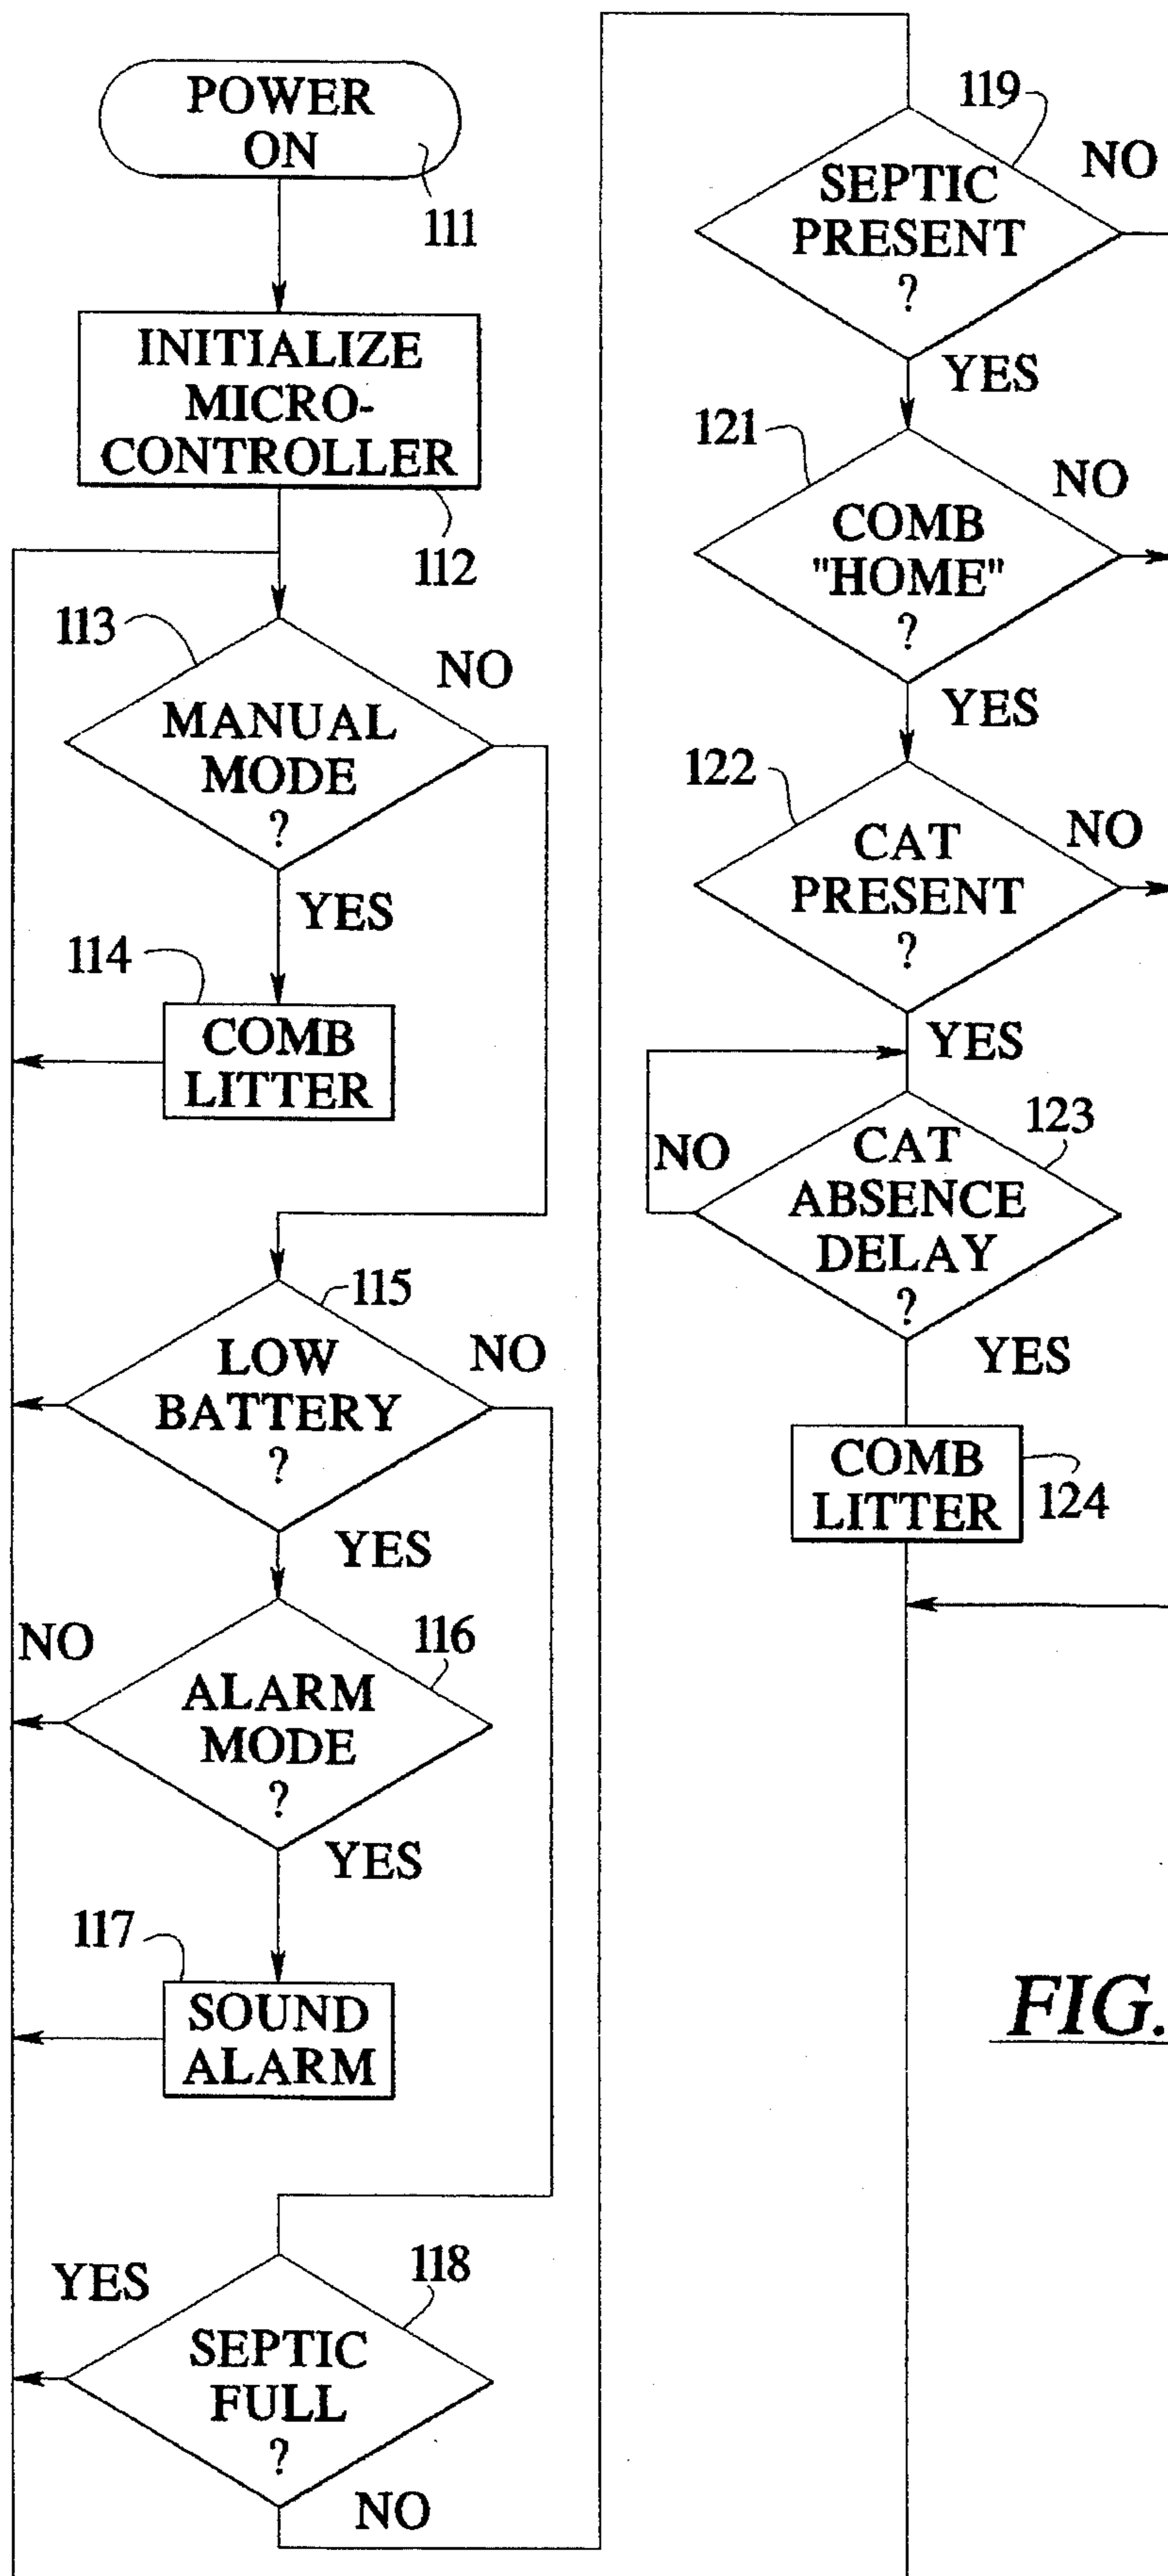 POWER
ON
111
INITIALIZE
MICRO-
CONTROLLER
112
113
NO
MANUAL
MODE
?
YES
114
COMB
LITTER
115
NO
LOW
BATTERY
?
YES
NO
116
ALARM
MODE
?
YES
117
SOUND
ALARM
YES
118
SEPTIC
FULL
?
NO
119
NO
SEPTIC
PRESENT
?
YES
121
NO
COMB
"HOME"
?
YES
122
NO
CAT
PRESENT
?
YES
NO
123
CAT
ABSENCE
DELAY
?
YES
COMB
LITTER
124
FIG.